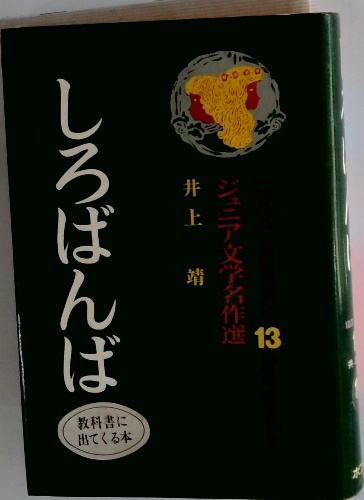 ジュニア文学名作選
13
井上 靖
しろばんば
教科書に
出てくる本